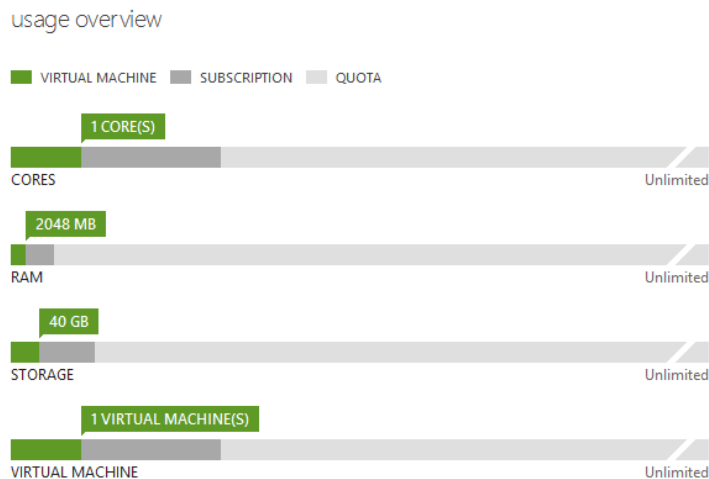 usage overview
VIRTUAL MACHINE SUBSCRIPTION QUOTA
1 CORE(S)
CORES Unlimited
2048 MB
RAM Unlimited
40 GB
STORAGE Unlimited
1 VIRTUAL MACHINE(S)
VIRTUAL MACHINE Unlimited